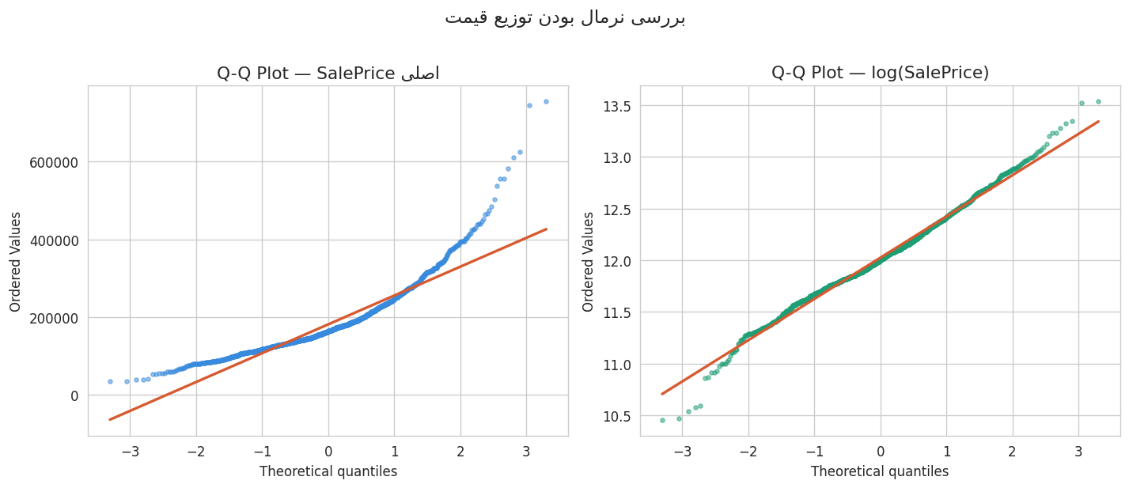 بررسی نرمال بودن توزیع قیمت
Q-Q Plot — SalePrice اصلی
Ordered Values
600000
400000
200000
0
−3 −2 −1 0 1 2 3
Theoretical quantiles
Q-Q Plot — log(SalePrice)
Ordered Values
13.5
13.0
12.5
12.0
11.5
11.0
10.5
−3 −2 −1 0 1 2 3
Theoretical quantiles